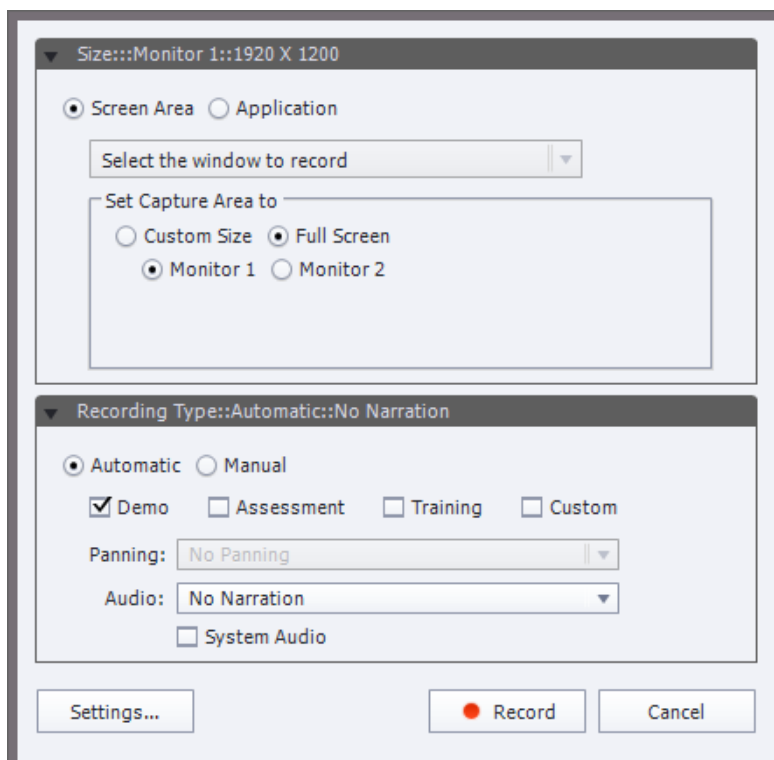 Size:::Monitor 1::1920 X 1200
Screen Area Application
Select the window to record
Set Capture Area to
Custom Size Full Screen
Monitor 1 Monitor 2
Recording Type::Automatic::No Narration
Automatic Manual
Demo Assessment Training Custom
Panning: No Panning
Audio: No Narration
System Audio
Settings... Record Cancel